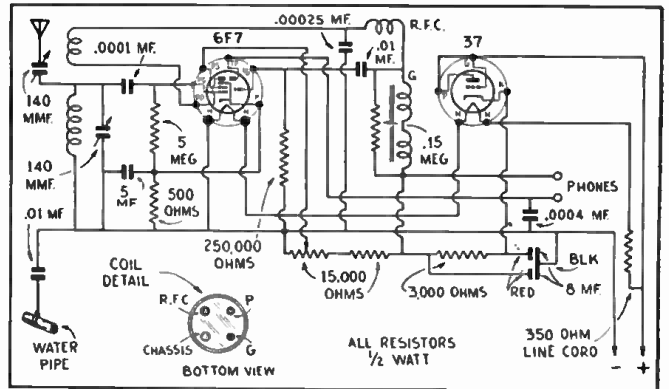 .00025 MF.
R.F.C.
.0001 MF.
6F7
.01
MF.
37
G
140
MMF.
5
MEG
.15
MEG
140
MMF.
5
MF.
500
OHMS
PHONES
.01 MF
.0004 MF.
250,000
OHMS
15,000
OHMS
3,000 OHMS
RED
BLK
8 MF.
COIL
DETAIL
R.F.C
P
CHASSIS
G
BOTTOM VIEW
WATER
PIPE
ALL RESISTORS
1/2 WATT
350 OHM
LINE CORD
- +